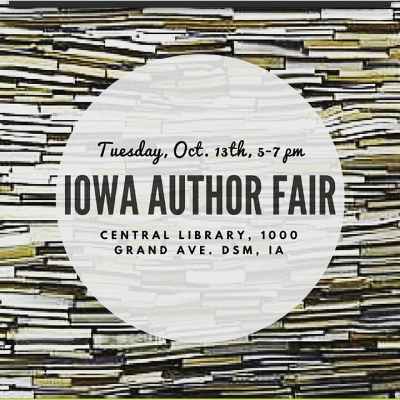 Tuesday, Oct. 13th, 5-7 pm
IOWA AUTHOR FAIR
CENTRAL LIBRARY, 1000
GRAND AVE. DSM, IA